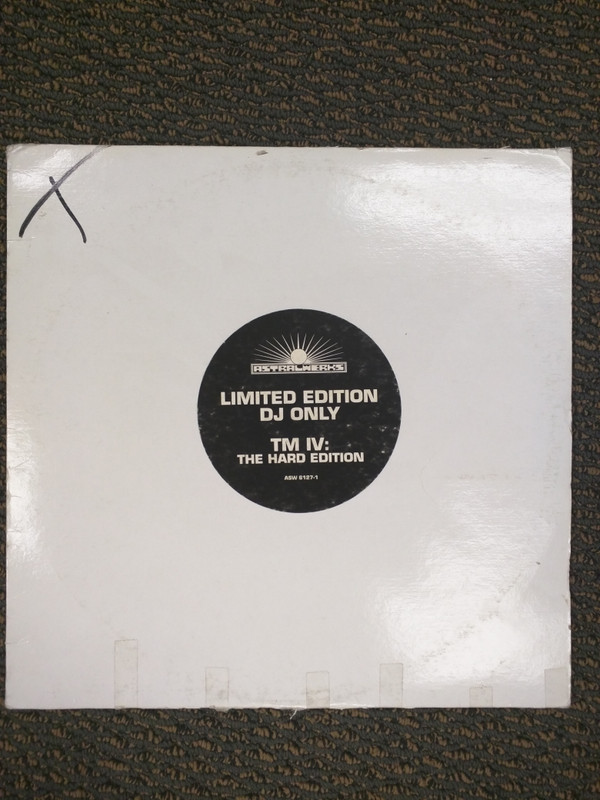 X
ASTRALWERKS
LIMITED EDITION
DJ ONLY
TM IV:
THE HARD EDITION
ASW 6127-1